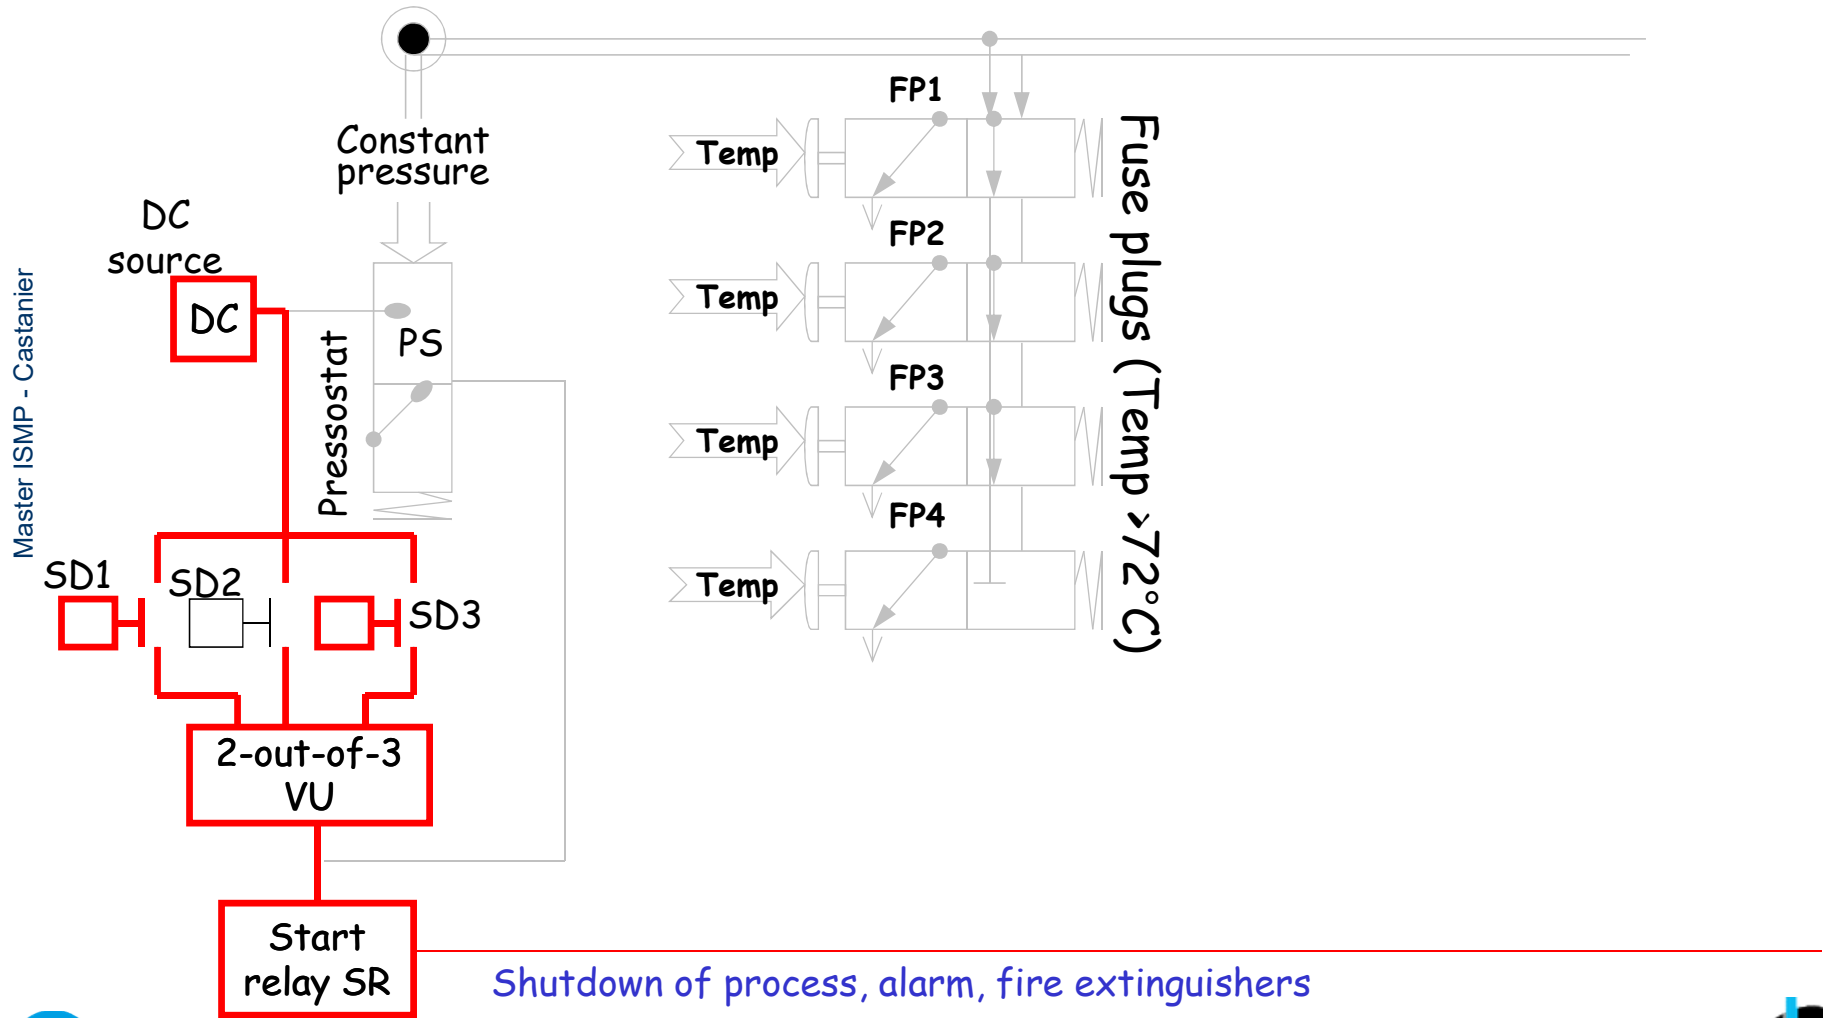 FP1
Constant
pressure
Temp
DC
source
DC
PS
Pressostat
FP2
Temp
FP3
Temp
FP4
Temp
Fuse plugs (Temp >72°C)
Master ISMP - Castanier
SD1
SD2
SD3
2-out-of-3
VU
Start
relay SR
Shutdown of process, alarm, fire extinguishers